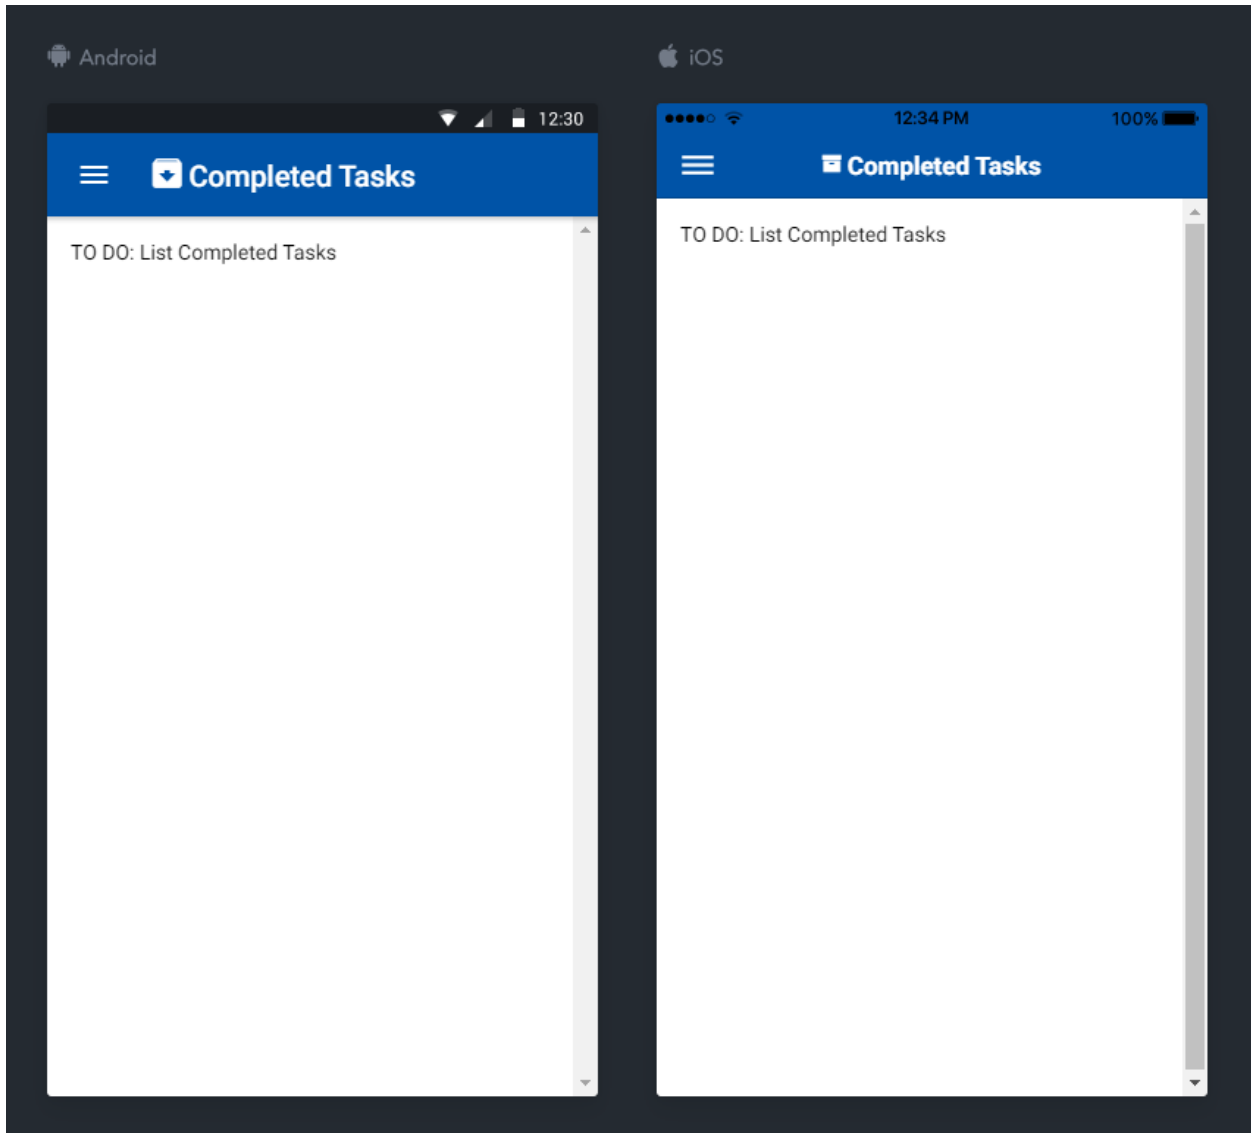 Android
12:30
Completed Tasks
TO DO: List Completed Tasks
iOS
12:34 PM
100%
Completed Tasks
TO DO: List Completed Tasks